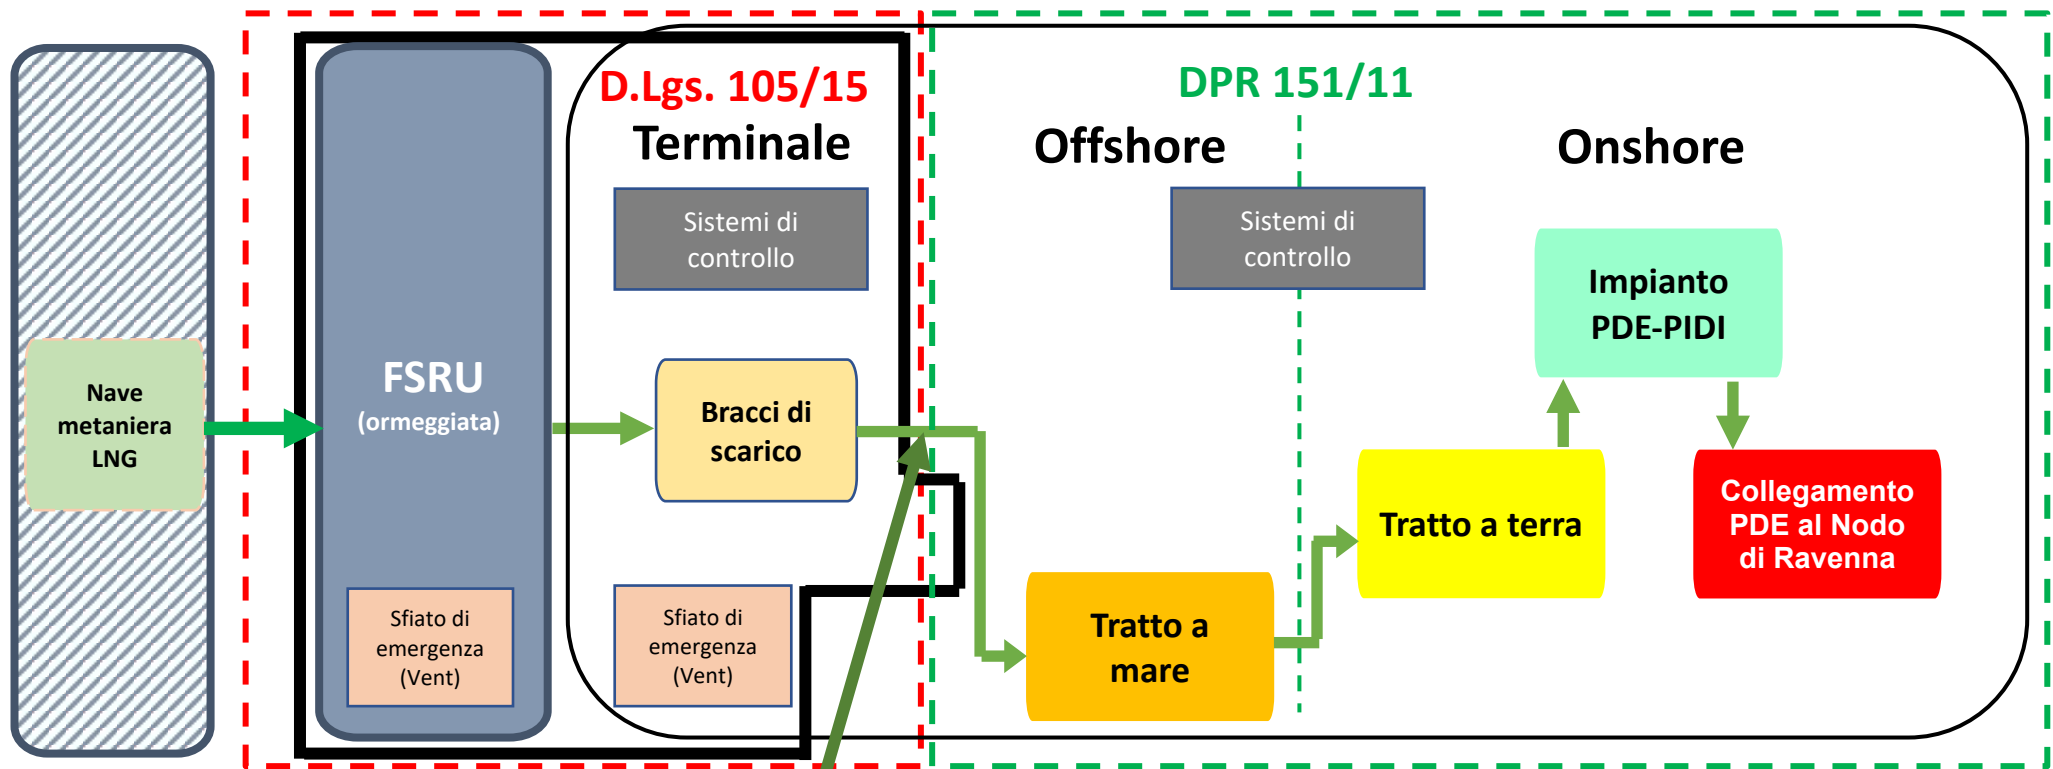 D.Lgs. 105/15
DPR 151/11
Terminale
Offshore
Onshore
Sistemi di
controllo
Sistemi di
controllo
Impianto
PDE-PIDI
Nave
metaniera
LNG
FSRU
(ormeggiata)
Bracci di
scarico
Tratto a terra
Collegamento
PDE al Nodo
di Ravenna
Sfiato di
emergenza
(Vent)
Sfiato di
emergenza
(Vent)
Tratto a
mare